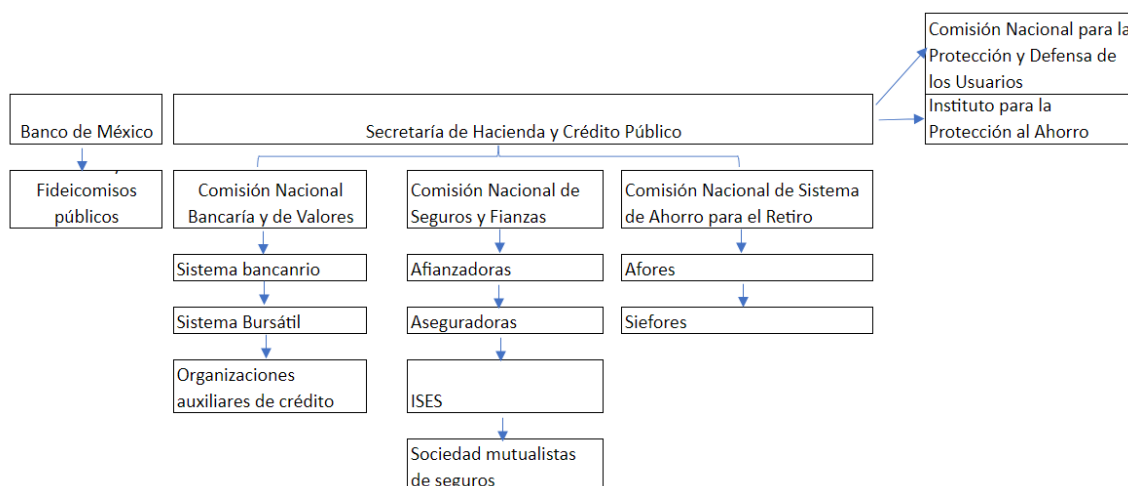 Comisión Nacional para la
Protección y Defensa de
los Usuarios
Banco de México
Secretaría de Hacienda y Crédito Público
Instituto para la
Protección al Ahorro
Fideicomisos
públicos
Comisión Nacional
Bancaría y de Valores
Comisión Nacional de
Seguros y Fianzas
Comisión Nacional de Sistema
de Ahorro para el Retiro
Sistema bancanrio
Afianzadoras
Afores
Sistema Bursátil
Aseguradoras
Siefores
Organizaciones
auxiliares de crédito
ISES
Sociedad mutualistas
de seguros